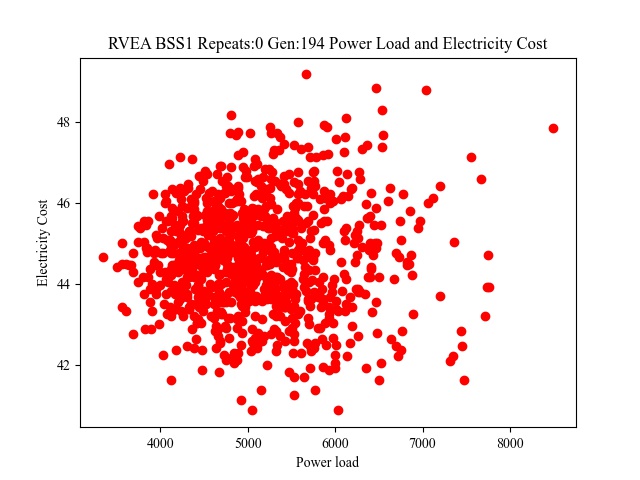 RVEA BSS1 Repeats:0 Gen:194 Power Load and Electricity Cost
48
46
44
42
Electricity Cost
4000 5000 6000 7000 8000
Power load